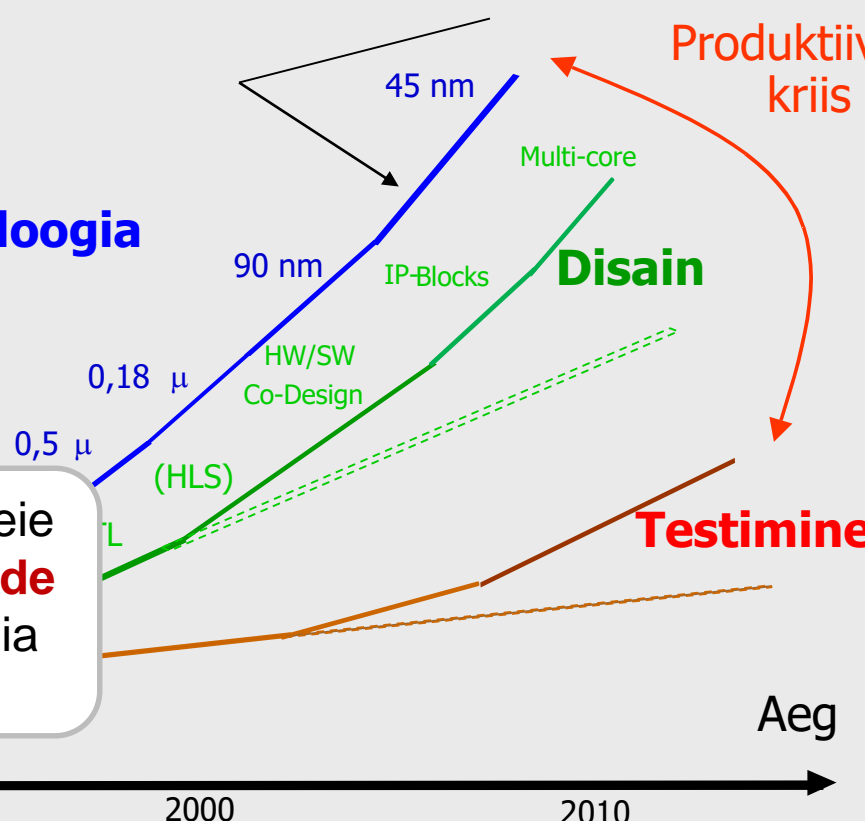 Produktiiv
kriis
45 nm
Multi-core
loogia
90 nm
IP-Blocks
Disain
HW/SW
Co-Design
0,18 μ
0,5 μ
(HLS)
eie
TL
Testimine
de
ia
Aeg
2000
2010